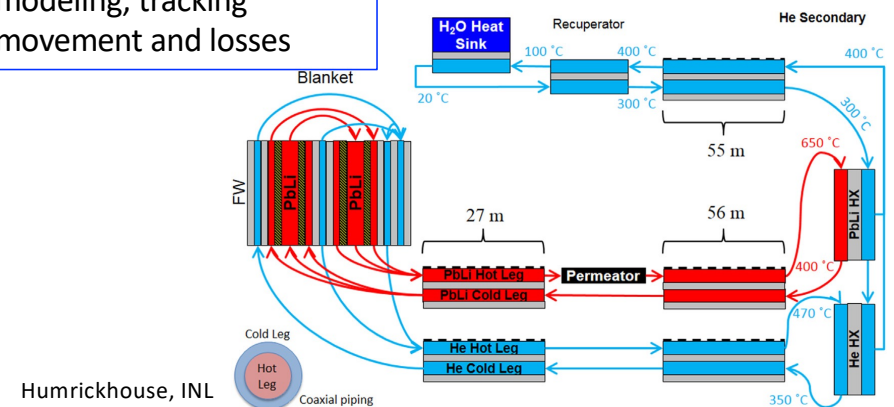 modeling, tracking
movement and losses
Blanket
FW
PbLi
PbLi
H₂O Heat
Sink
Recuperator
He Secondary
100 ˚C
400 ˚C
400 ˚C
20 ˚C
300 ˚C
300 ˚C
55 m
650 ˚C
PbLi HX
27 m
56 m
PbLi Hot Leg
Permeator
400 ˚C
PbLi Cold Leg
470 ˚C
He HX
He Hot Leg
He Cold Leg
350 ˚C
Cold Leg
Hot
Leg
Coaxial piping
Humrickhouse, INL